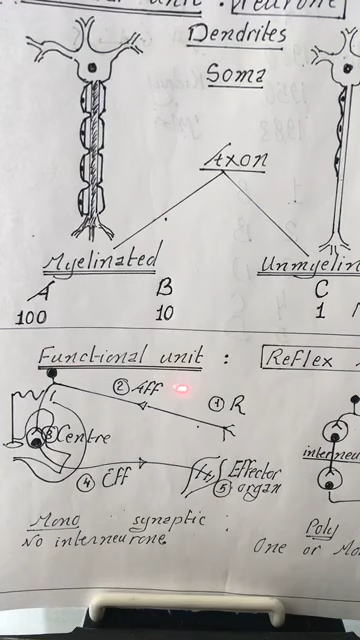 unit : Neurone
Dendrites
Soma
Axon
Myelinated
Unmyelin
A B C
100 10 1
Functional unit : Reflex
② Aff
① R
③ Centre
④ Eff
Effector
⑤ organ
interneu
Mono synaptic :
No interneurone
Poly
One or Mo